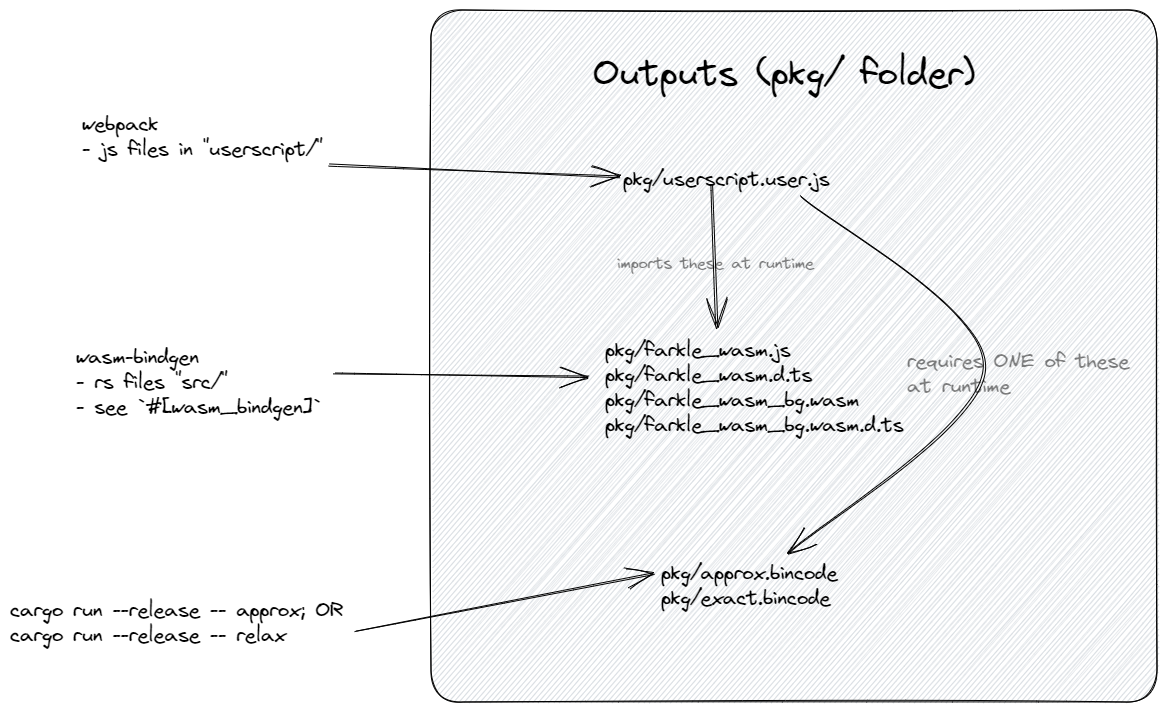 Outputs (pkg/ folder)
webpack
- js files in "userscript/"
pkg/userscript.user.js
imports these at runtime
wasm-bindgen
- rs files "src/"
- see `#[wasm_bindgen]`
pkg/farkle_wasm.js
pkg/farkle_wasm.d.ts
pkg/farkle_wasm_bg.wasm
pkg/farkle_wasm_bg.wasm.d.ts
requires ONE of these
at runtime
cargo run --release -- approx; OR
cargo run --release -- relax
pkg/approx.bincode
pkg/exact.bincode